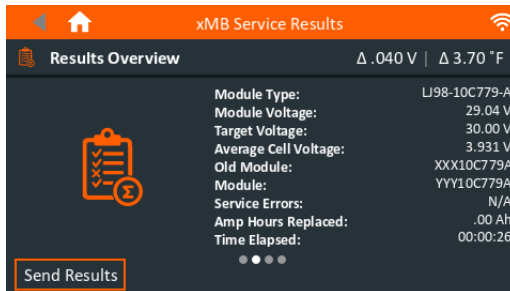 xMB Service Results
Results Overview Δ .040 V | Δ 3.70 °F
Module Type: LJ98-10C779-A
Module Voltage: 29.04 V
Target Voltage: 30.00 V
Average Cell Voltage: 3.931 V
Old Module: XXX10C779A
Module: YYY10C779A
Service Errors: N/A
Amp Hours Replaced: .00 Ah
Time Elapsed: 00:00:26
Send Results